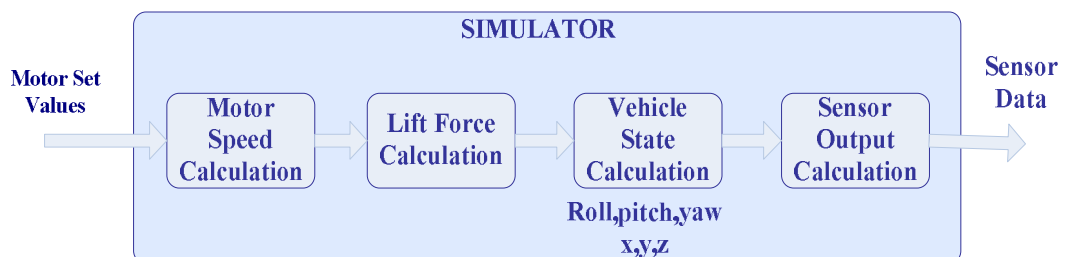 SIMULATOR
Motor Set
Values
Motor
Speed
Calculation
Lift Force
Calculation
Vehicle
State
Calculation
Roll,pitch,yaw
x,y,z
Sensor
Output
Calculation
Sensor
Data